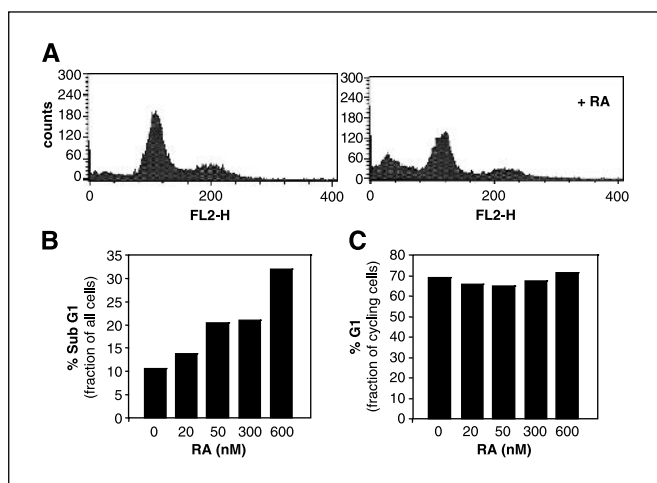 A
300
240
180
120
60
0
counts
0
200
400
FL2-H
300
240
180
120
60
0
+ RA
0
200
400
FL2-H
B
35
30
25
20
15
10
5
0
% Sub G1
(fraction of all cells)
0 20 50 300 600
RA (nM)
C
80
70
60
50
40
30
20
10
0
% G1
(fraction of cycling cells)
0 20 50 300 600
RA (nM)